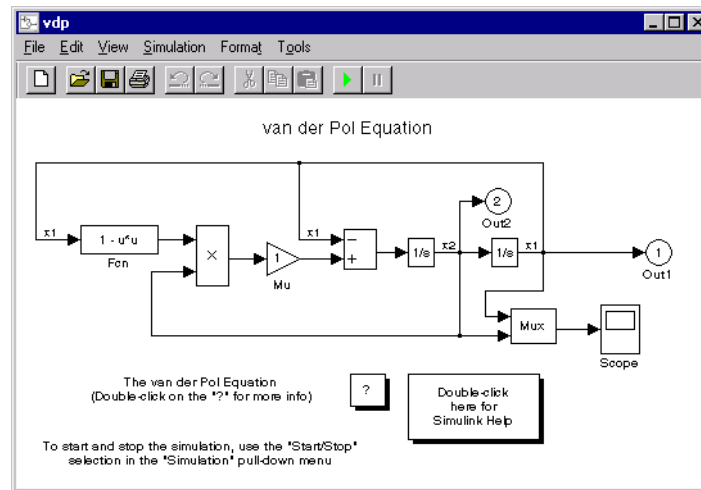 vdp
File Edit View Simulation Format Tools
van der Pol Equation
2
Out2
x1
1 - u*u
Fcn
×
1
Mu
x1
−
+
1/s
x2
1/s
x1
1
Out1
Mux
Scope
The van der Pol Equation
(Double-click on the "?" for more info)
?
Double-click
here for
Simulink Help
To start and stop the simulation, use the "Start/Stop"
selection in the "Simulation" pull-down menu